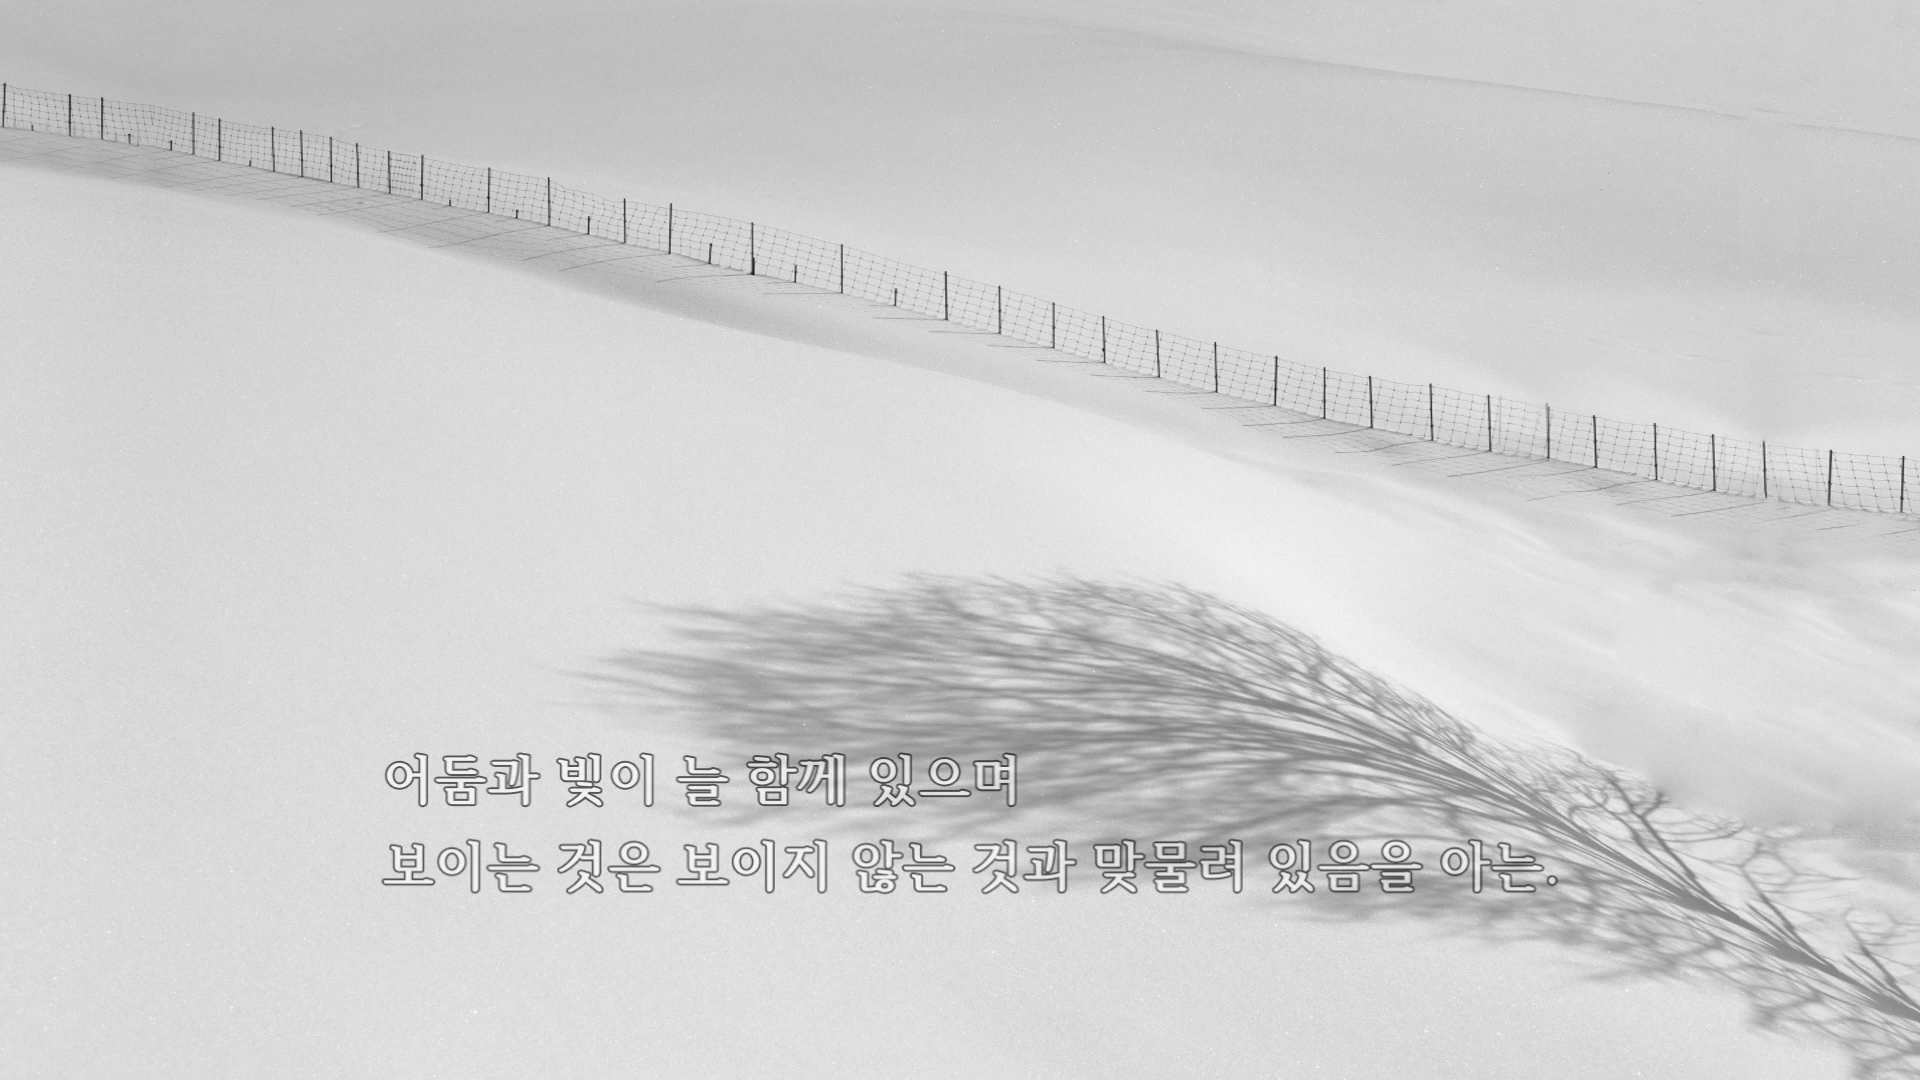 어둠과 빛이 늘 함께 있으며
보이는 것은 보이지 않는 것과 맞물려 있음을 아는.